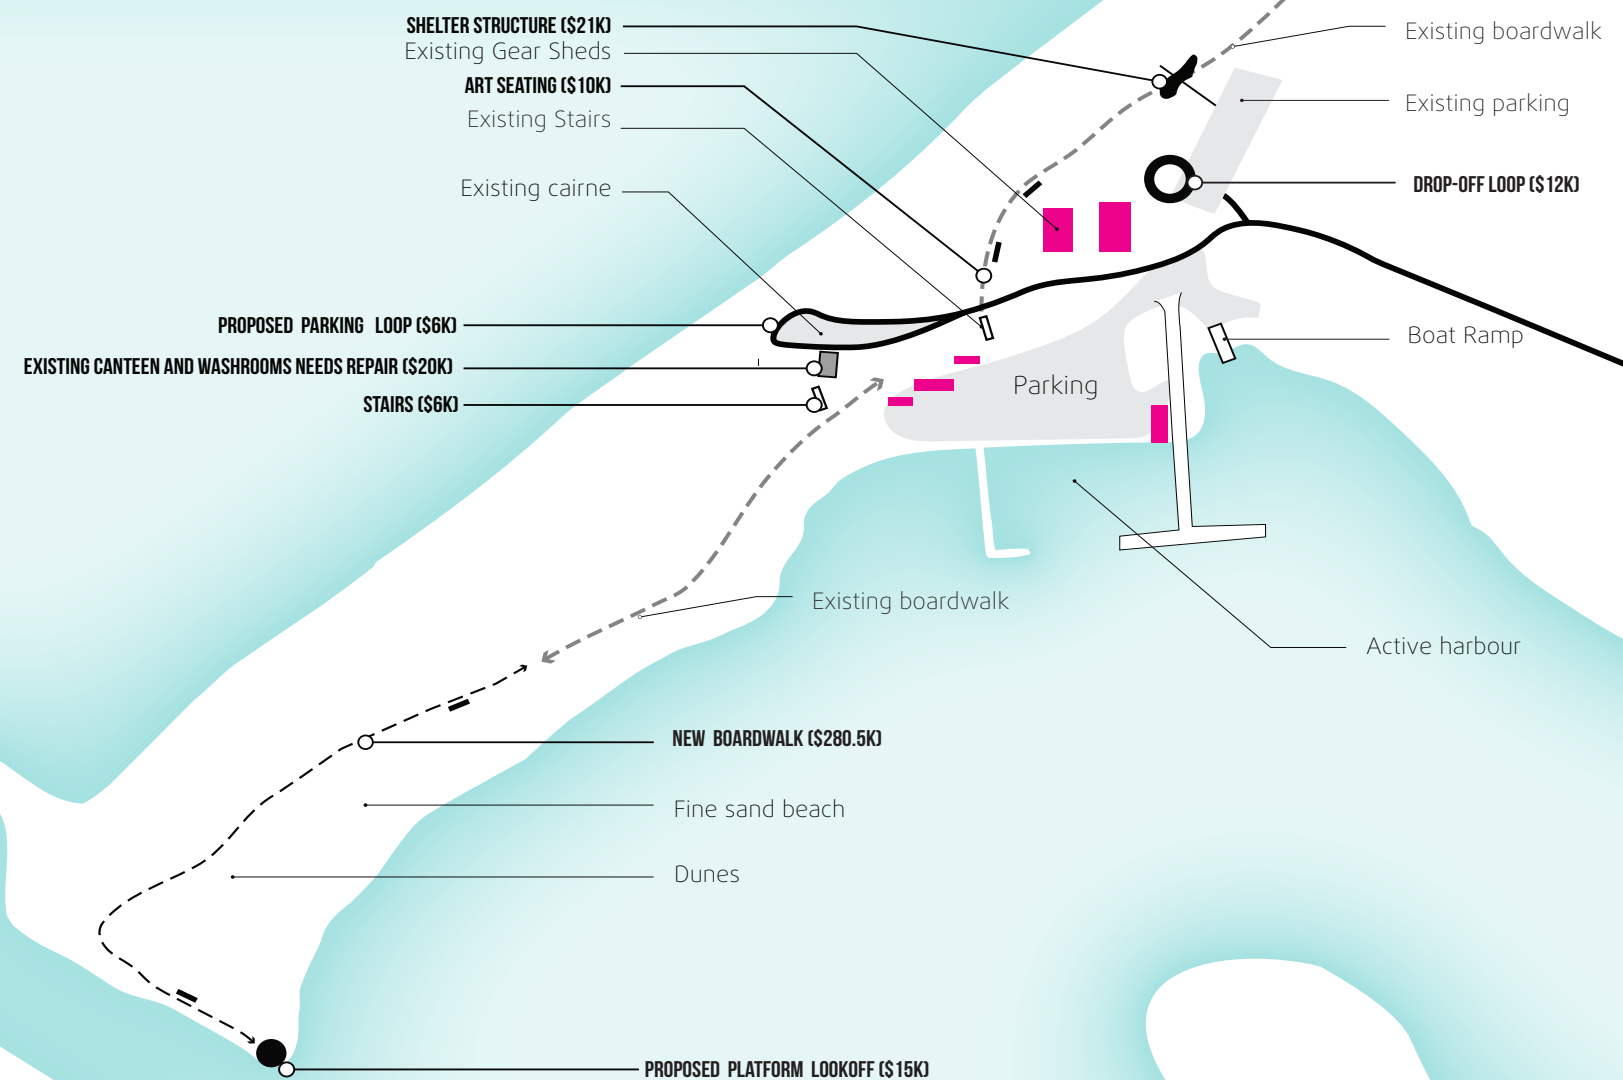 SHELTER STRUCTURE ($21K)
Existing Gear Sheds
ART SEATING ($10K)
Existing Stairs
Existing cairne
PROPOSED PARKING LOOP ($6K)
EXISTING CANTEEN AND WASHROOMS NEEDS REPAIR ($20K)
STAIRS ($6K)
Existing boardwalk
Existing parking
DROP-OFF LOOP ($12K)
Boat Ramp
Parking
Existing boardwalk
Active harbour
NEW BOARDWALK ($280.5K)
Fine sand beach
Dunes
PROPOSED PLATFORM LOOKOFF ($15K)